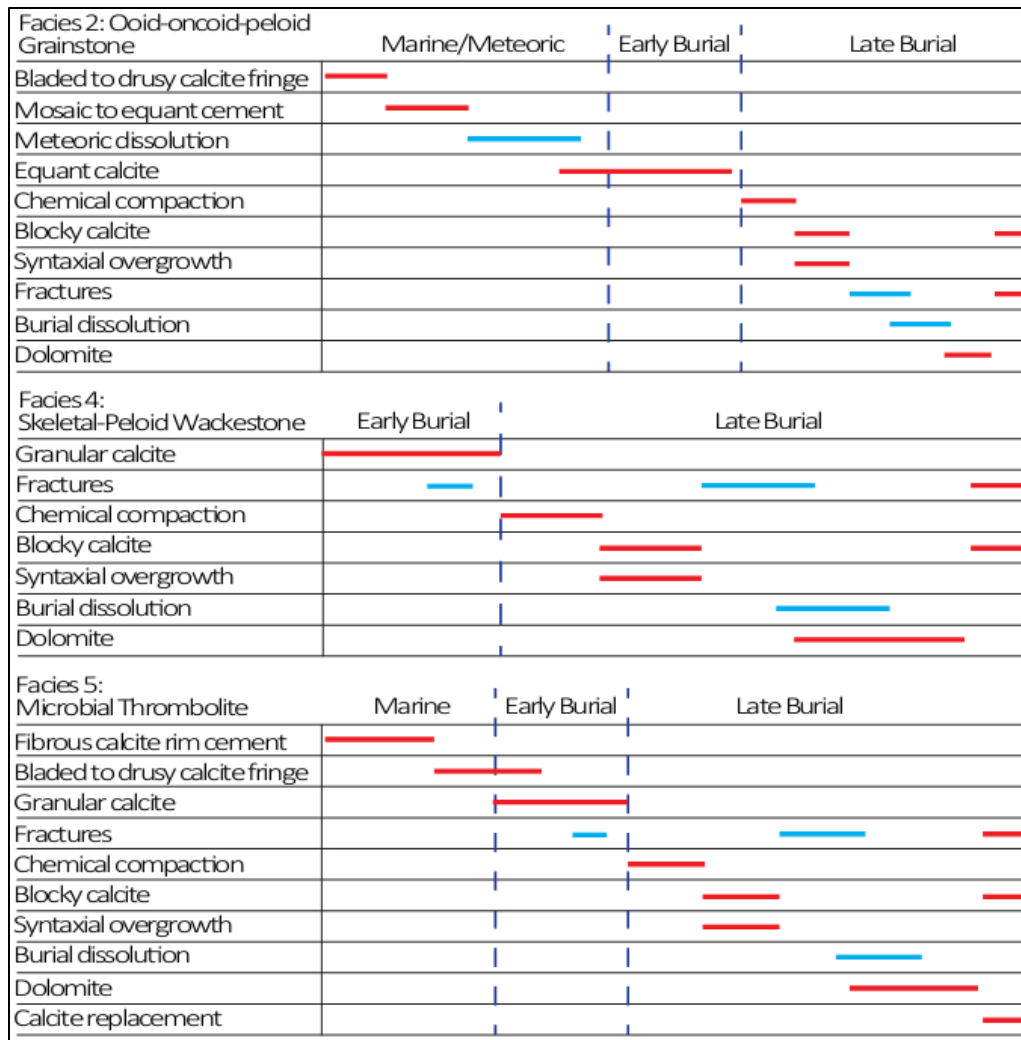 Facies 2: Ooid-oncoid-peloid
Grainstone
Marine/Meteoric
Early Burial
Late Burial
Bladed to drusy calcite fringe
Mosaic to equant cement
Meteoric dissolution
Equant calcite
Chemical compaction
Blocky calcite
Syntaxial overgrowth
Fractures
Burial dissolution
Dolomite
Facies 4:
Skeletal-Peloid Wackestone
Early Burial
Late Burial
Granular calcite
Fractures
Chemical compaction
Blocky calcite
Syntaxial overgrowth
Burial dissolution
Dolomite
Facies 5:
Microbial Thrombolite
Marine
Early Burial
Late Burial
Fibrous calcite rim cement
Bladed to drusy calcite fringe
Granular calcite
Fractures
Chemical compaction
Blocky calcite
Syntaxial overgrowth
Burial dissolution
Dolomite
Calcite replacement